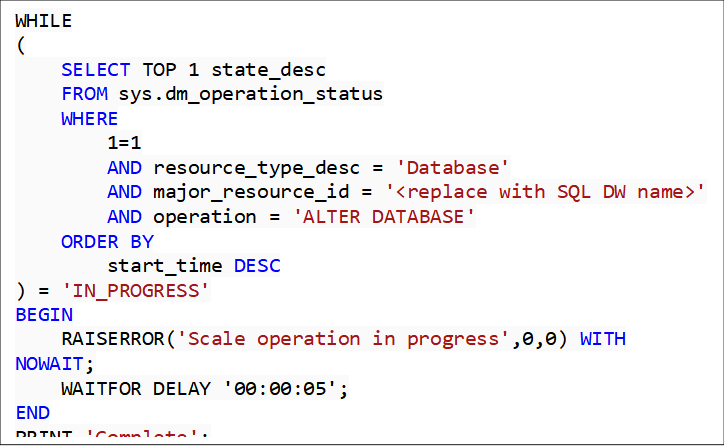 WHILE
(
SELECT TOP 1 state_desc
FROM sys.dm_operation_status
WHERE
1=1
AND resource_type_desc = 'Database'
AND major_resource_id = '<replace with SQL DW name>'
AND operation = 'ALTER DATABASE'
ORDER BY
start_time DESC
) = 'IN_PROGRESS'
BEGIN
RAISERROR('Scale operation in progress',0,0) WITH
NOWAIT;
WAITFOR DELAY '00:00:05';
END
PRINT 'Complete';